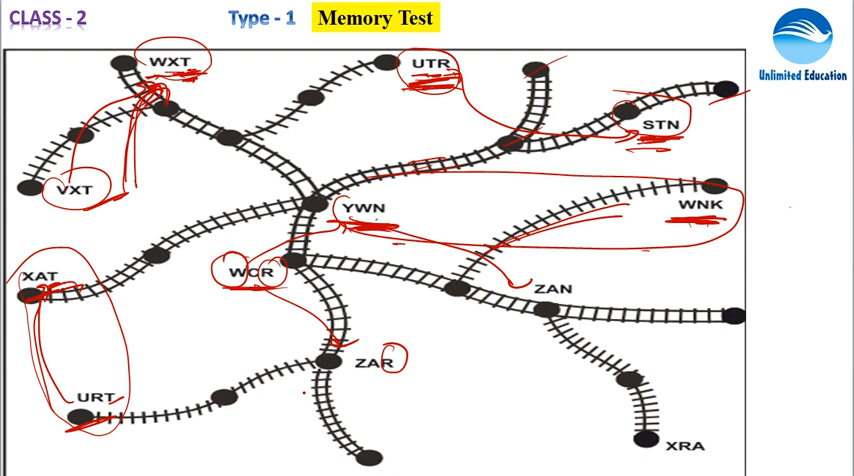 CLASS - 2
Type - 1
Memory Test
Unlimited Education
WXT
UTR
STN
VXT
YWN
WNK
XAT
WCR
ZAN
ZAR
URT
XRA